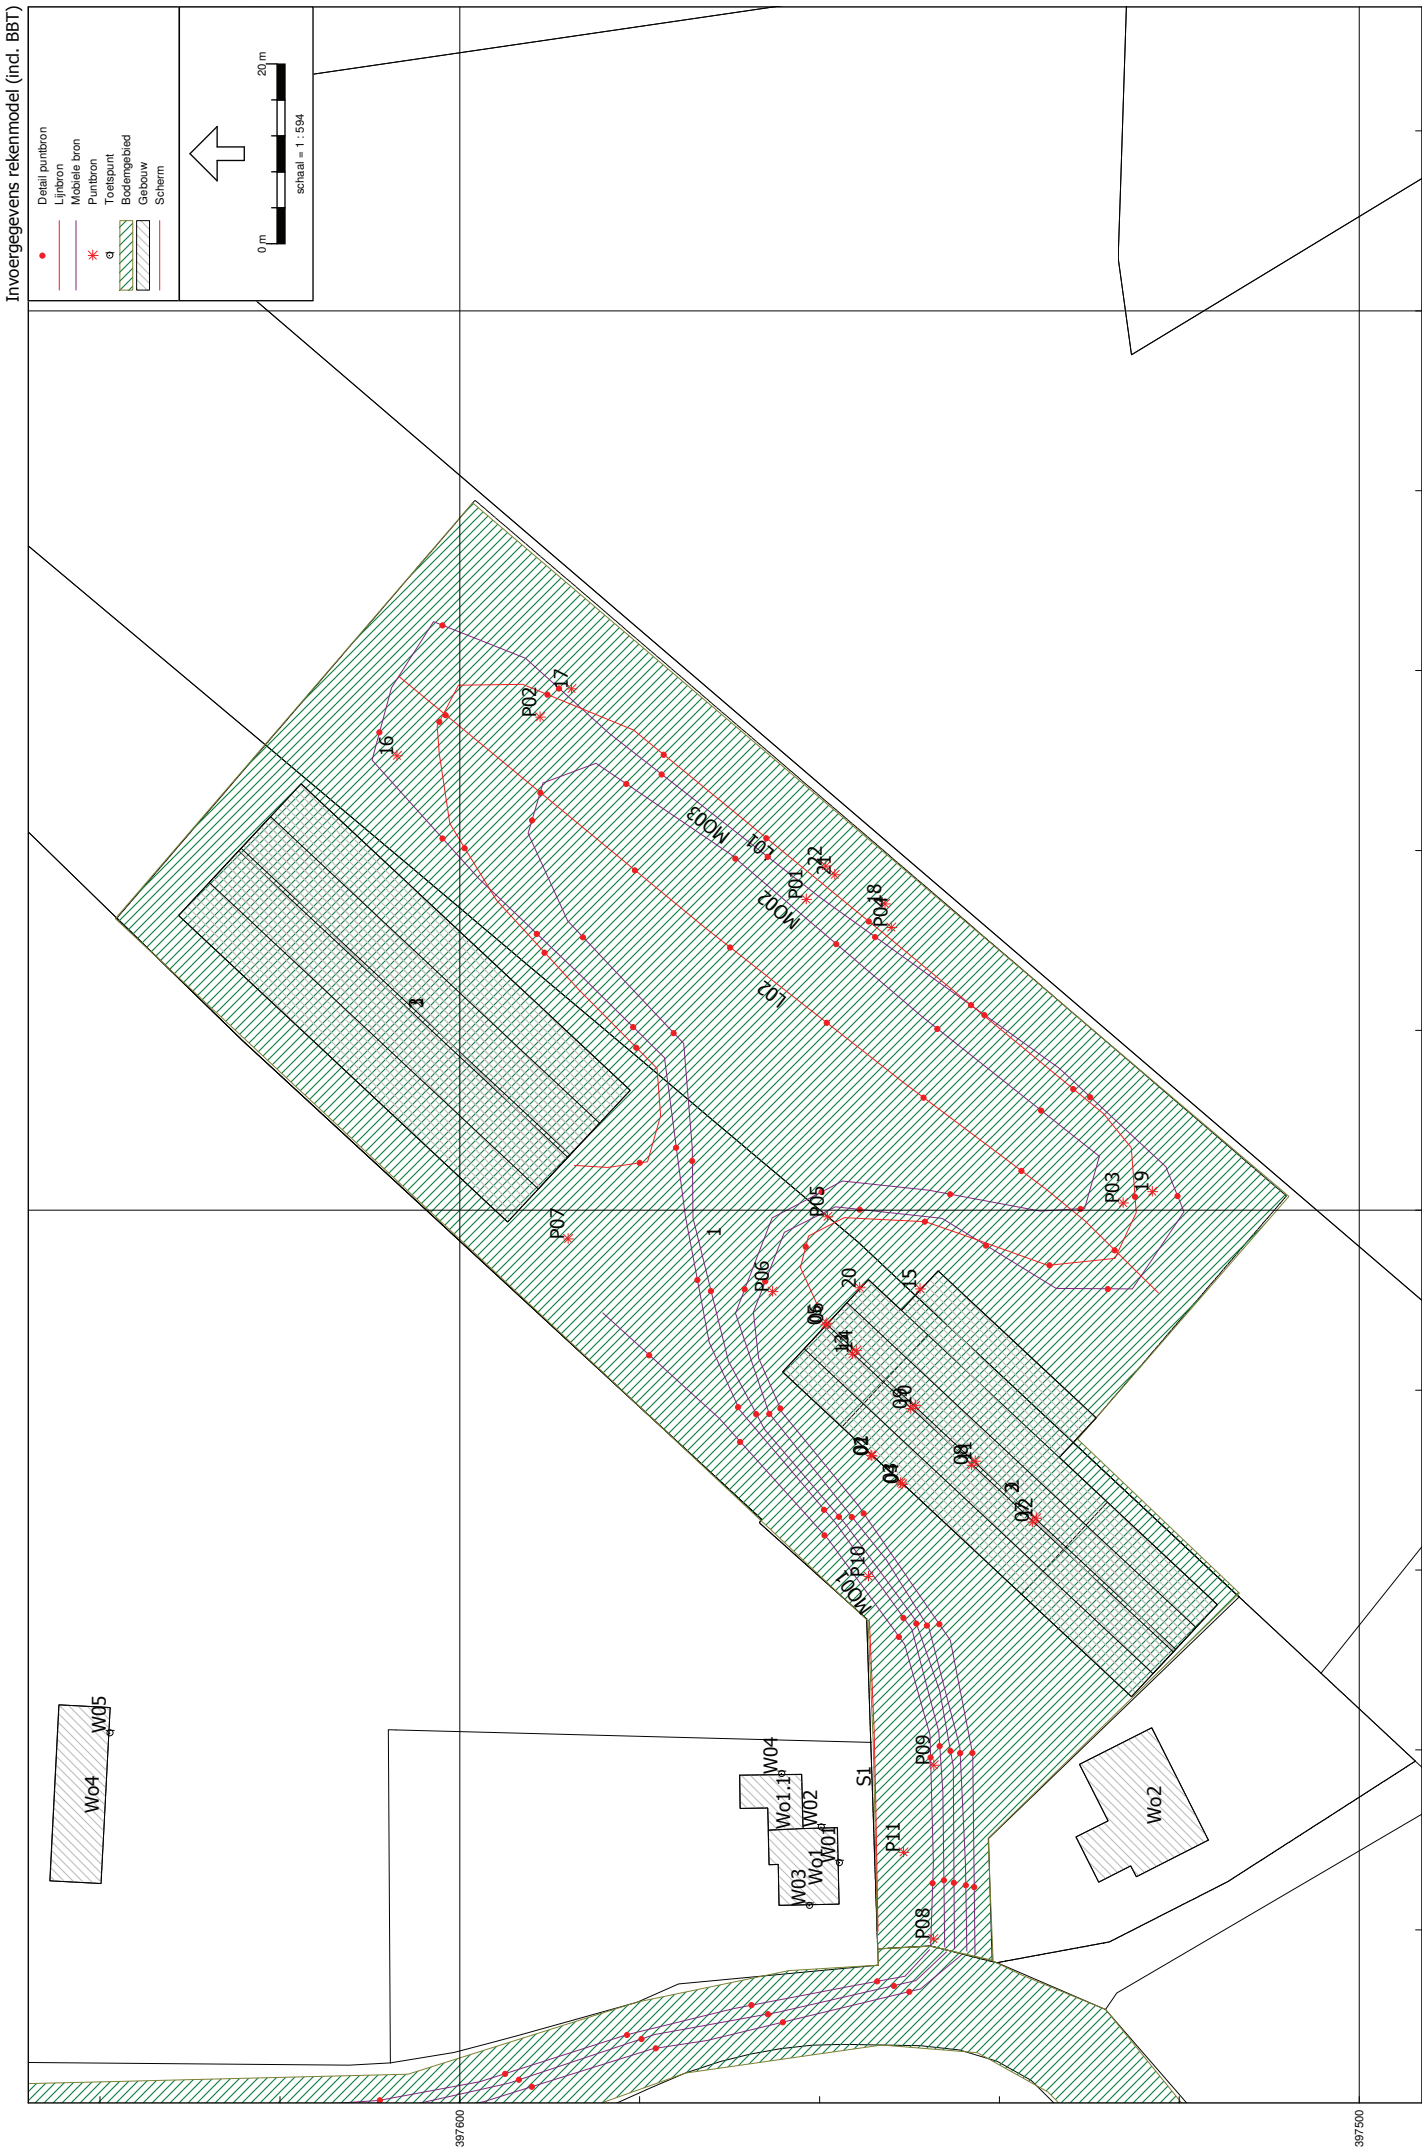 Invoergegevens rekenmodel (incl. BBT)
Detail puntbron
Lijnbron
Mobiele bron
Puntbron
Toetspunt
Bodemgebied
Gebouw
Scherm
0 m
20 m
schaal = 1 : 594
16
P02
17
MO03
L01
MO02
L02
22
21
P01
18
P04
P03
19
P05
P07
1
P06
20
15
P10
MO01
12
P09
S1
P11
P08
W05
Wo4
W04
Wo1.1
W02
W01
Wo1
W03
Wo2
397600
397500